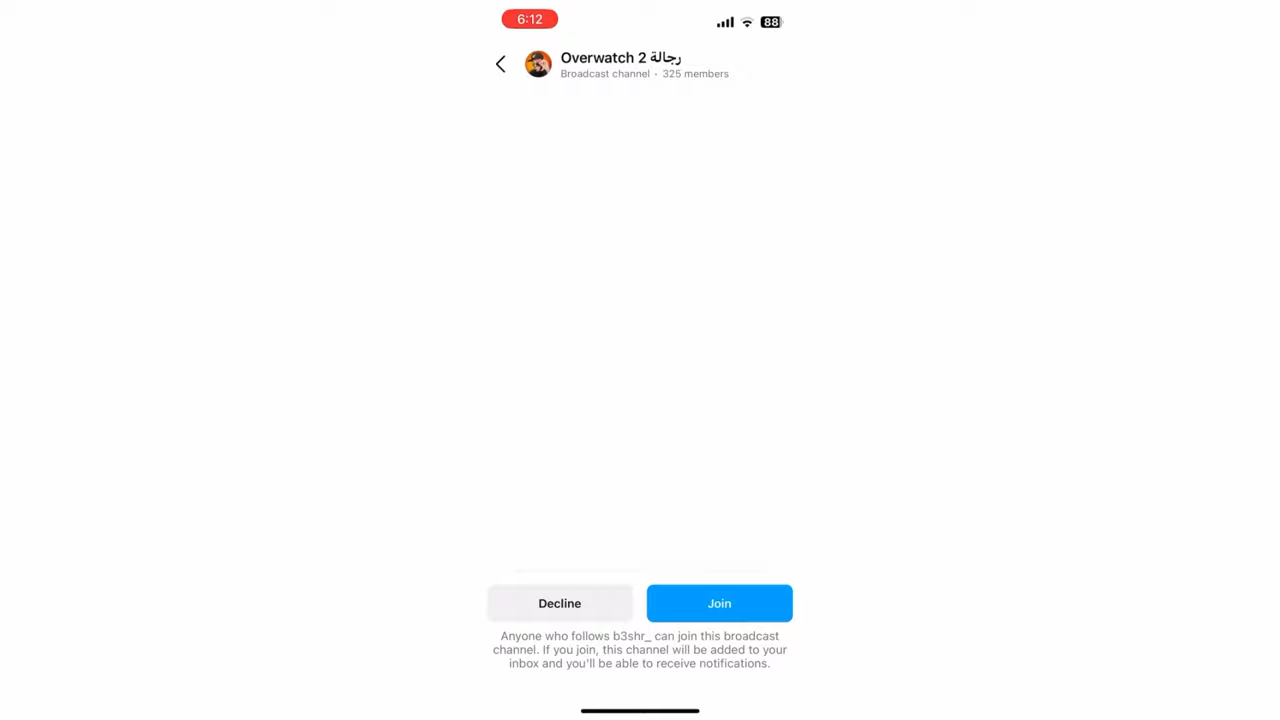 6:12
88
Overwatch 2 رجالة
Broadcast channel · 325 members
Decline
Join
Anyone who follows b3shr_ can join this broadcast
channel. If you join, this channel will be added to your
inbox and you'll be able to receive notifications.